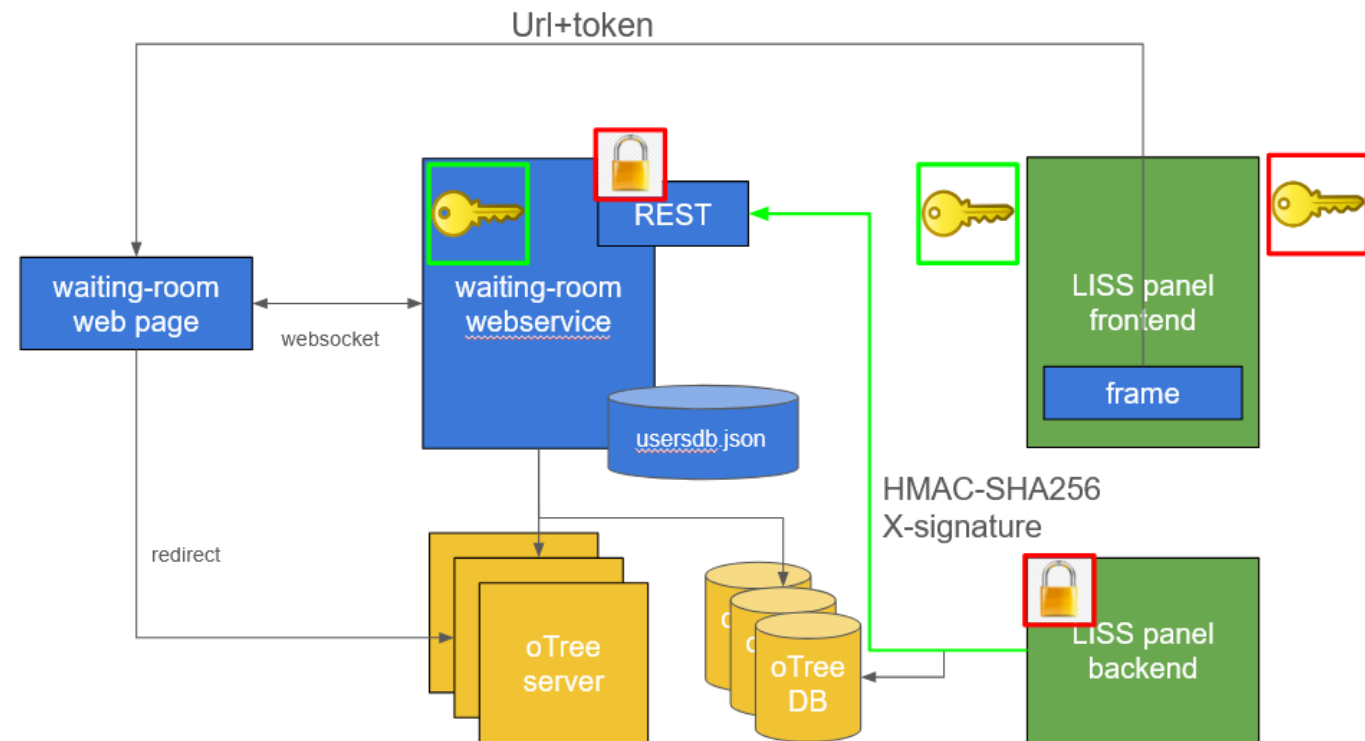 Url+token
REST
waiting-room
web page
websocket
waiting-room
webservice
LISS panel
frontend
frame
usersdb.json
HMAC-SHA256
X-signature
redirect
oTree
server
oTree
DB
LISS panel
backend